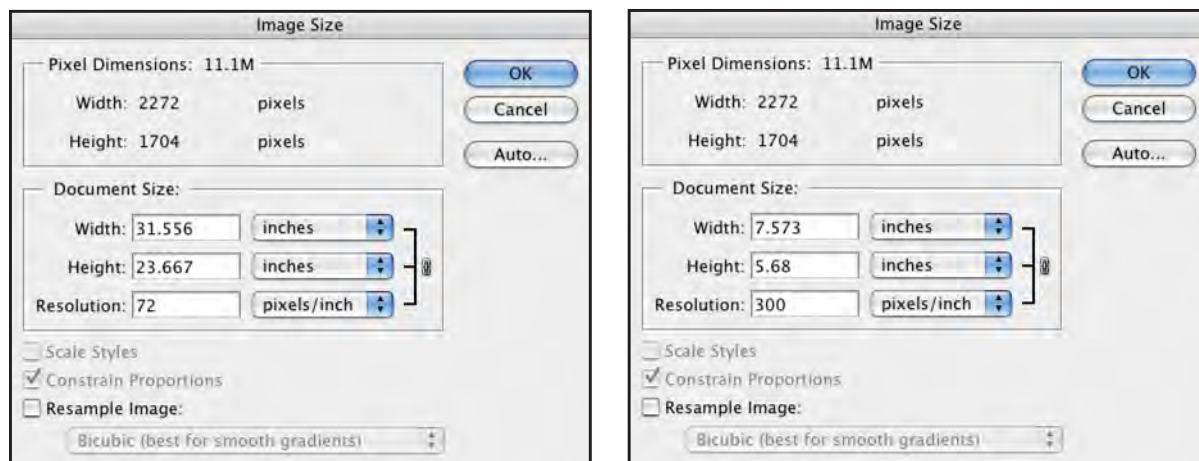 Image Size
Pixel Dimensions: 11.1M
Width: 2272 pixels
Height: 1704 pixels
OK
Cancel
Auto...
Document Size:
Width: 31.556 inches
Height: 23.667 inches
Resolution: 72 pixels/inch
Scale Styles
Constrain Proportions
Resample Image:
Bicubic (best for smooth gradients)
Image Size
Pixel Dimensions: 11.1M
Width: 2272 pixels
Height: 1704 pixels
OK
Cancel
Auto...
Document Size:
Width: 7.573 inches
Height: 5.68 inches
Resolution: 300 pixels/inch
Scale Styles
Constrain Proportions
Resample Image:
Bicubic (best for smooth gradients)